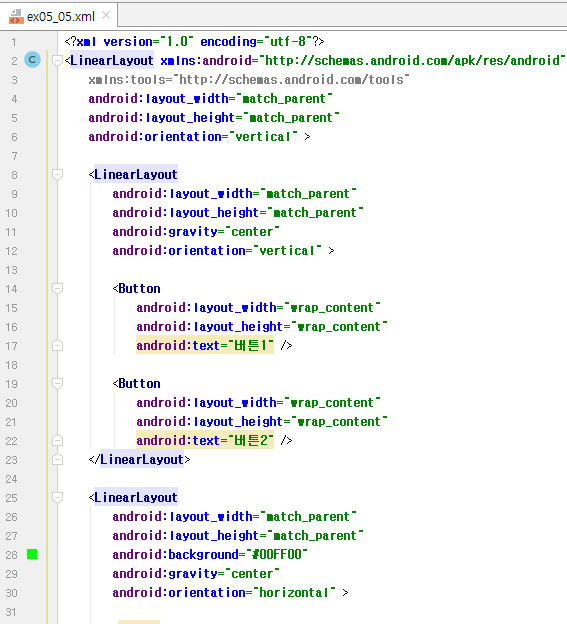 ex05_05.xml
1 <?xml version="1.0" encoding="utf-8"?>
2 C <LinearLayout xmlns:android="http://schemas.android.com/apk/res/android"
3 xmlns:tools="http://schemas.android.com/tools"
4 android:layout_width="match_parent"
5 android:layout_height="match_parent"
6 android:orientation="vertical" >
7
8 <LinearLayout
9 android:layout_width="match_parent"
10 android:layout_height="match_parent"
11 android:gravity="center"
12 android:orientation="vertical" >
13
14 <Button
15 android:layout_width="wrap_content"
16 android:layout_height="wrap_content"
17 android:text="버튼1" />
18
19 <Button
20 android:layout_width="wrap_content"
21 android:layout_height="wrap_content"
22 android:text="버튼2" />
23 </LinearLayout>
24
25 <LinearLayout
26 android:layout_width="match_parent"
27 android:layout_height="match_parent"
28 android:background="#00FF00"
29 android:gravity="center"
30 android:orientation="horizontal" >
31